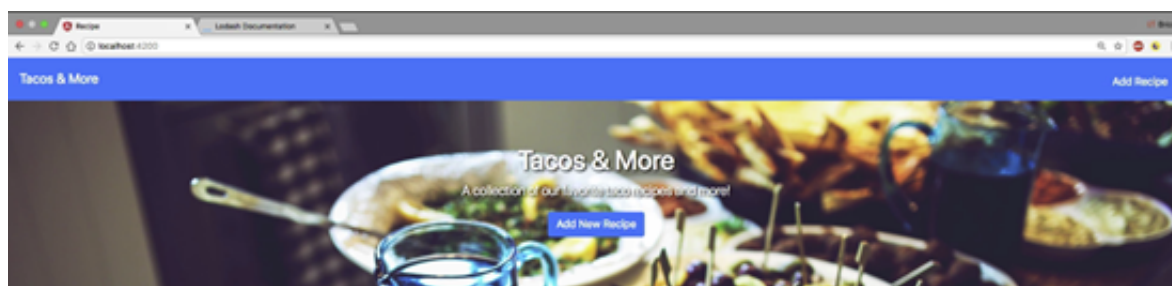 Recipe Lodash Documentation
localhost:4200
Tacos & More Add Recipe
Tacos & More
A collection of our favorite taco recipes and more!
Add New Recipe